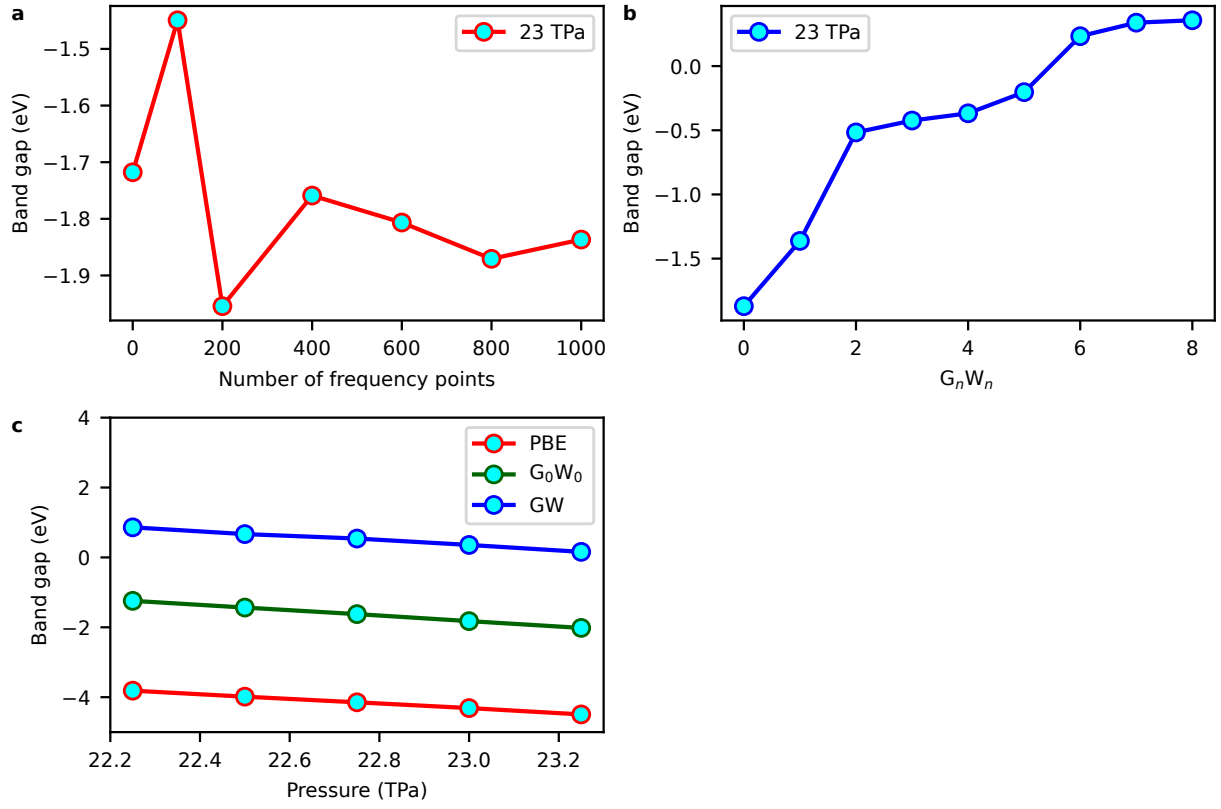 a
−1.5
−1.6
−1.7
−1.8
−1.9
Band gap (eV)
23 TPa
0 200 400 600 800 1000
Number of frequency points
b
0.0
−0.5
−1.0
−1.5
Band gap (eV)
23 TPa
0 2 4 6 8
GₙWₙ
c
4
2
0
−2
−4
Band gap (eV)
PBE
G₀W₀
GW
22.2 22.4 22.6 22.8 23.0 23.2
Pressure (TPa)